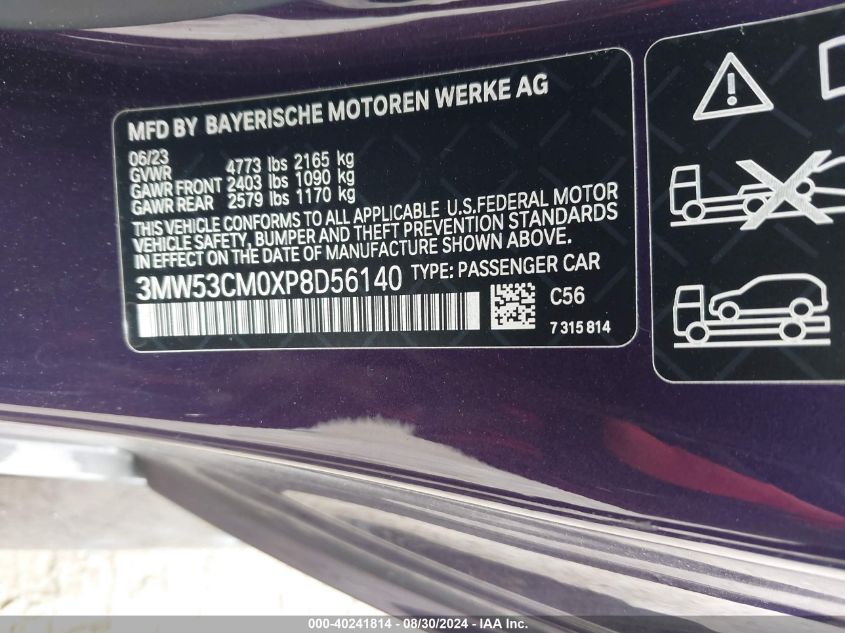 MFD BY BAYERISCHE MOTOREN WERKE AG
06/23
GVWR 4773 lbs 2165 kg
GAWR FRONT 2403 lbs 1090 kg
GAWR REAR 2579 lbs 1170 kg
THIS VEHICLE CONFORMS TO ALL APPLICABLE U.S.FEDERAL MOTOR
VEHICLE SAFETY, BUMPER AND THEFT PREVENTION STANDARDS
IN EFFECT ON THE DATE OF MANUFACTURE SHOWN ABOVE.
3MW53CM0XP8D56140 TYPE: PASSENGER CAR
C56
7 315 814
000-40241814 - 08/30/2024 - © IAA, Inc.